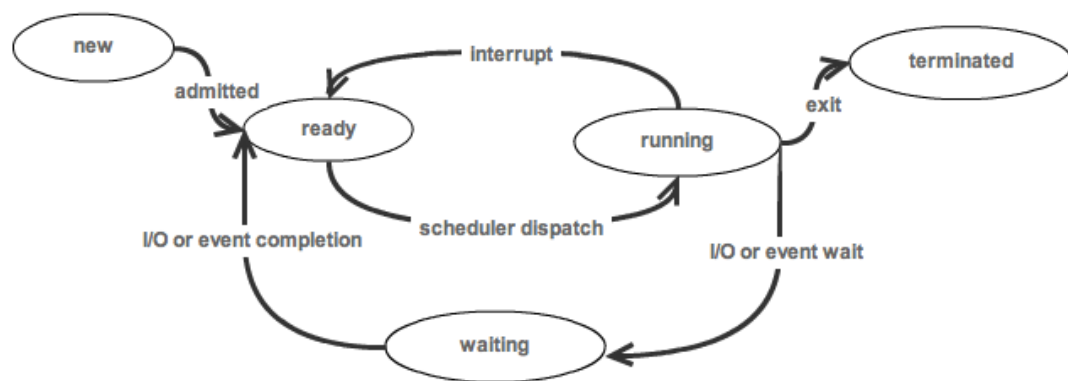 new
interrupt
terminated
admitted
exit
ready
running
scheduler dispatch
I/O or event completion
I/O or event wait
waiting